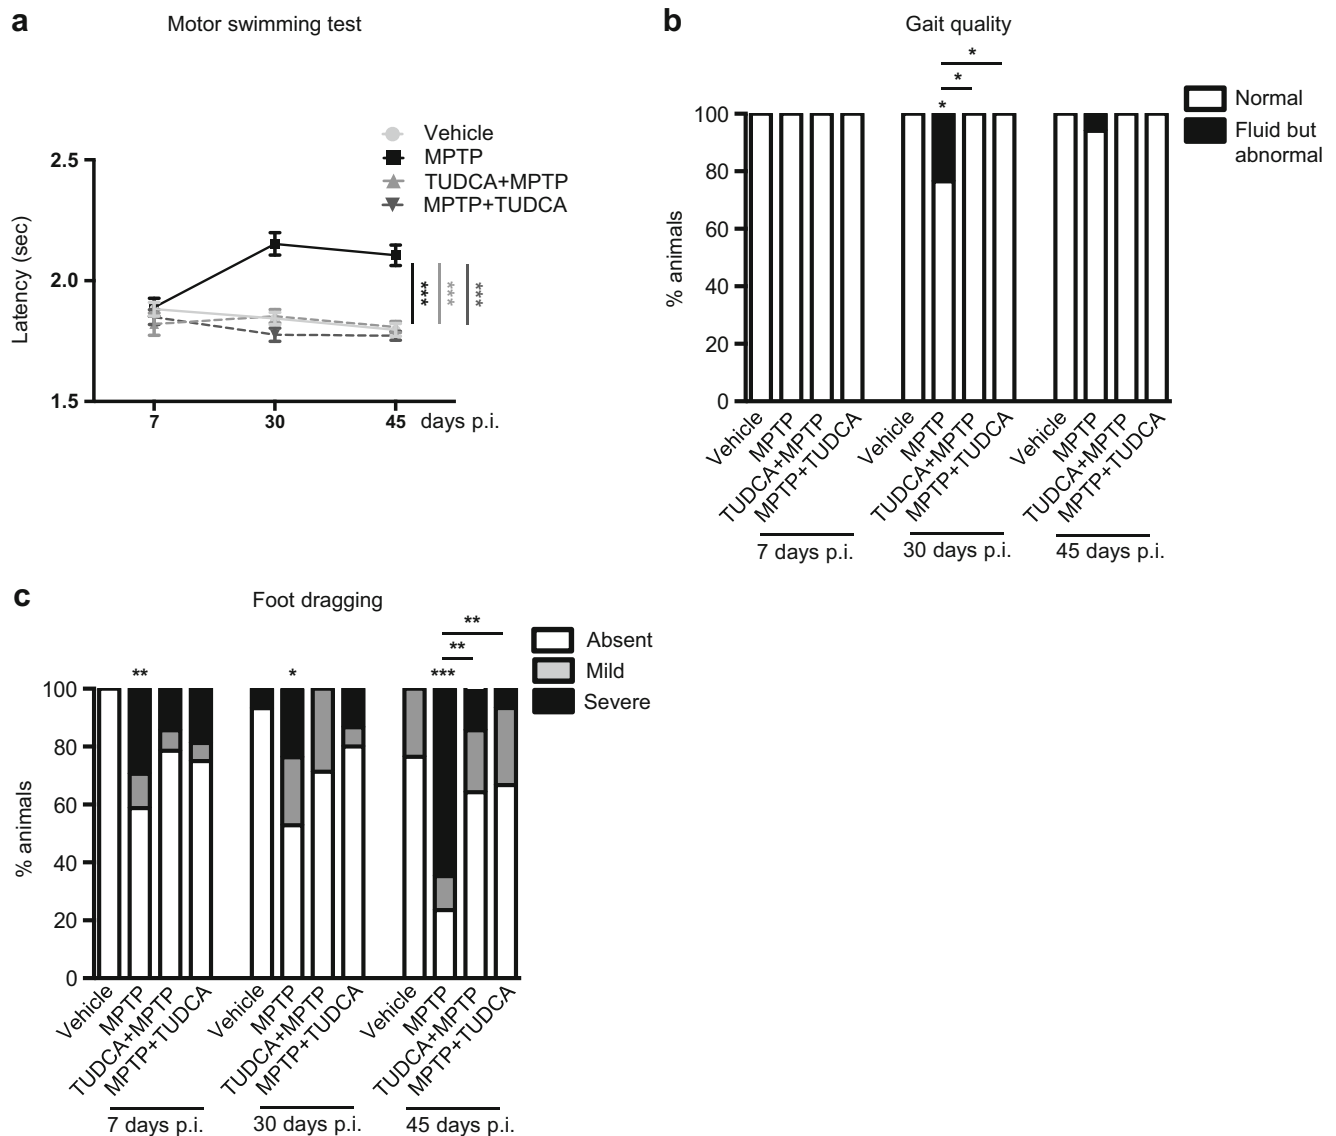 a
Motor swimming test
Vehicle
MPTP
TUDCA+MPTP
MPTP+TUDCA
Latency (sec)
2.5
2.0
1.5
***
***
***
7
30
45
days p.i.
b
Gait quality
*
*
*
Normal
Fluid but
abnormal
% animals
100
80
60
40
20
0
Vehicle
MPTP
TUDCA+MPTP
MPTP+TUDCA
Vehicle
MPTP
TUDCA+MPTP
MPTP+TUDCA
Vehicle
MPTP
TUDCA+MPTP
MPTP+TUDCA
7 days p.i.
30 days p.i.
45 days p.i.
c
Foot dragging
**
**
**
*
***
Absent
Mild
Severe
% animals
100
80
60
40
20
0
Vehicle
MPTP
TUDCA+MPTP
MPTP+TUDCA
Vehicle
MPTP
TUDCA+MPTP
MPTP+TUDCA
Vehicle
MPTP
TUDCA+MPTP
MPTP+TUDCA
7 days p.i.
30 days p.i.
45 days p.i.